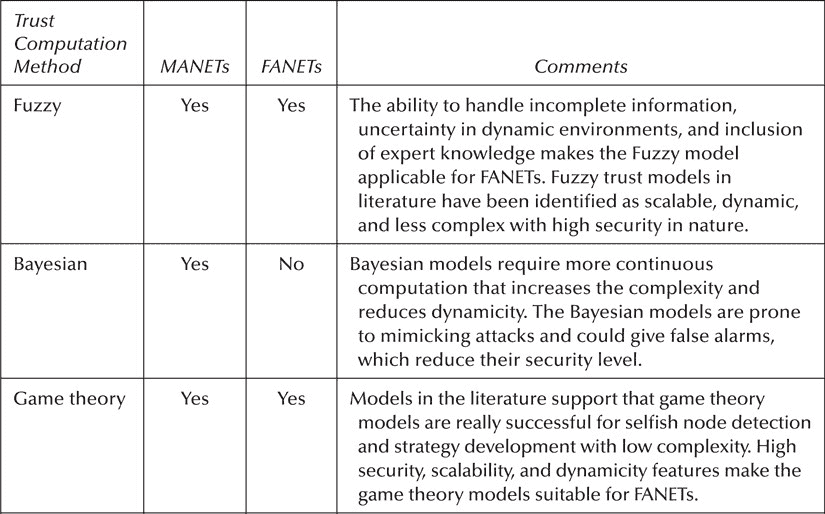 Trust
Computation
Method
MANETs
FANETs
Comments
Fuzzy
Yes
Yes
The ability to handle incomplete information,
uncertainty in dynamic environments, and inclusion
of expert knowledge makes the Fuzzy model
applicable for FANETs. Fuzzy trust models in
literature have been identified as scalable, dynamic,
and less complex with high security in nature.
Bayesian
Yes
No
Bayesian models require more continuous
computation that increases the complexity and
reduces dynamicity. The Bayesian models are prone
to mimicking attacks and could give false alarms,
which reduce their security level.
Game theory
Yes
Yes
Models in the literature support that game theory
models are really successful for selfish node detection
and strategy development with low complexity. High
security, scalability, and dynamicity features make the
game theory models suitable for FANETs.